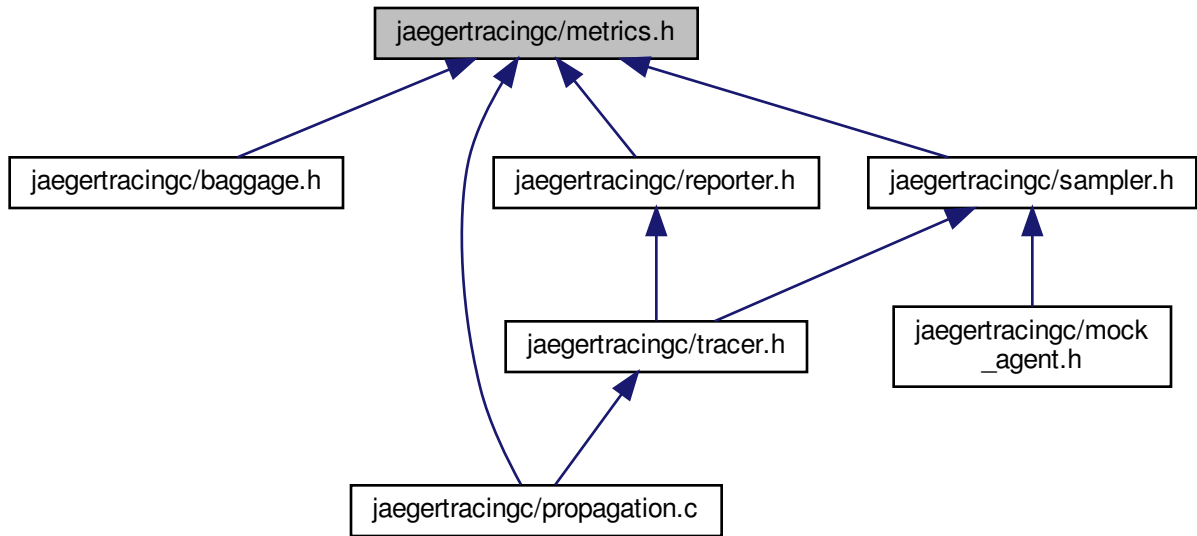 jaegertracingc/metrics.h
jaegertracingc/baggage.h
jaegertracingc/reporter.h
jaegertracingc/sampler.h
jaegertracingc/tracer.h
jaegertracingc/mock
_agent.h
jaegertracingc/propagation.c